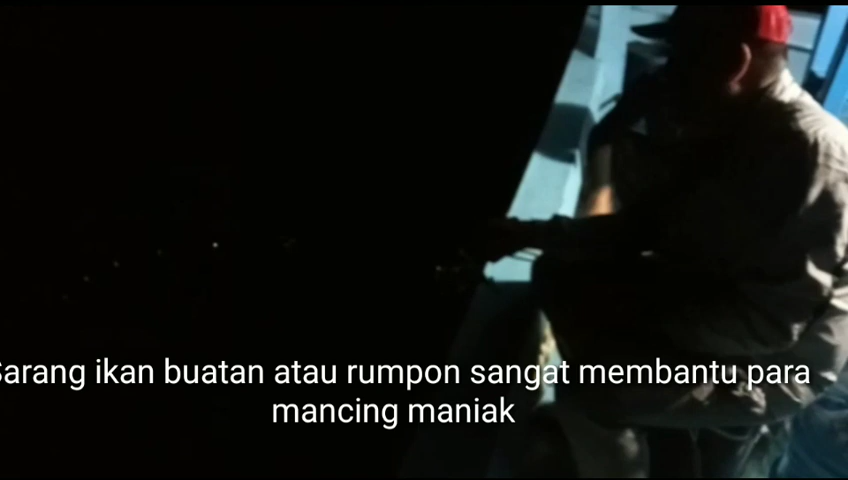 Sarang ikan buatan atau rumpon sangat membantu para
mancing maniak